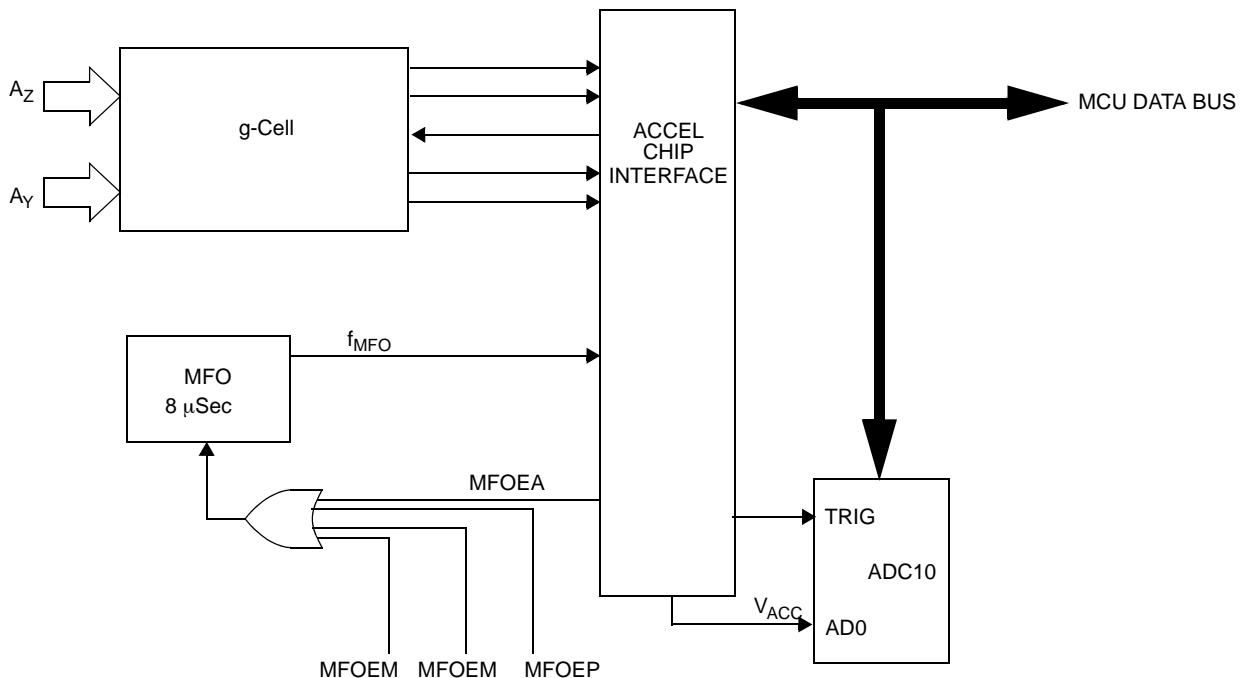 A_Z
g-Cell
A_Y
ACCEL
CHIP
INTERFACE
MCU DATA BUS
f_MFO
MFO
8 μSec
MFOEA
TRIG
ADC10
V_ACC
AD0
MFOEM
MFOEM
MFOEP